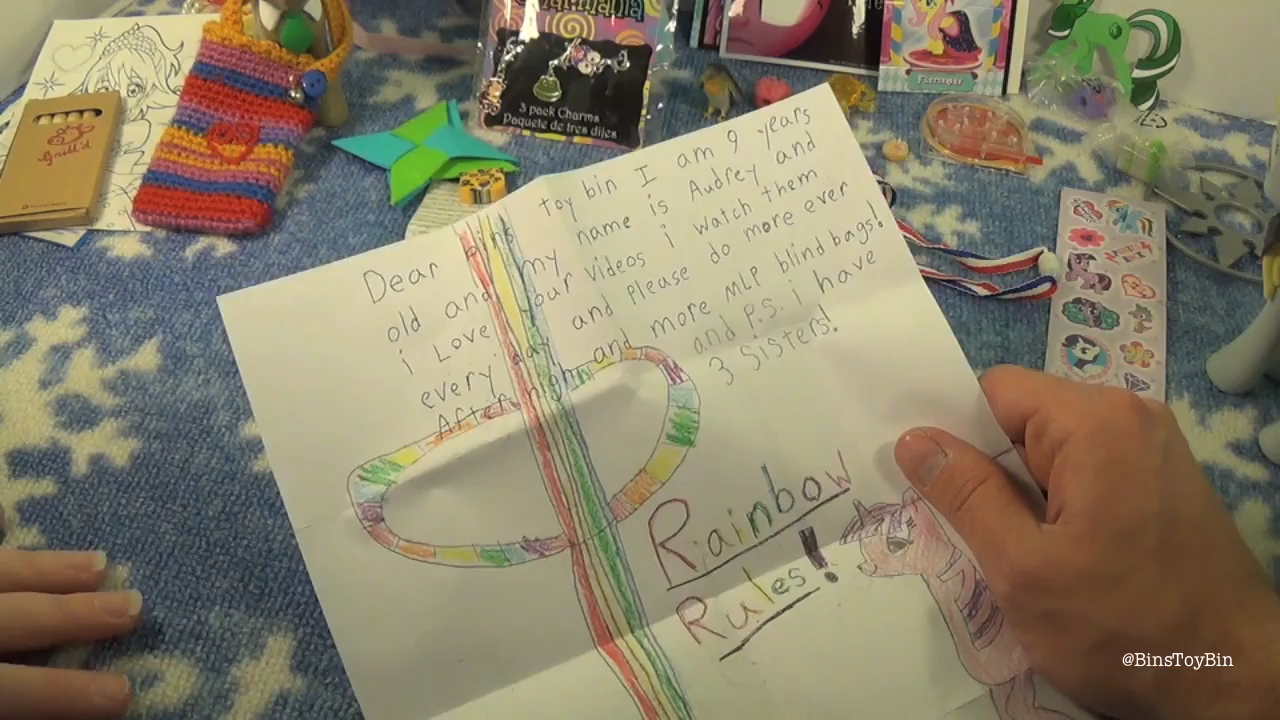 Dear bins toy bin I am 9 years
old and my name is Audrey and
i Love your videos i watch them
every day and Please do more ever
After high and more MLP blind bags!
and P.S. i have
3 sisters!
Rainbow
Rules!
Grill'd
3 pack Charms
Paquete de tres dijes
@BinsToyBin